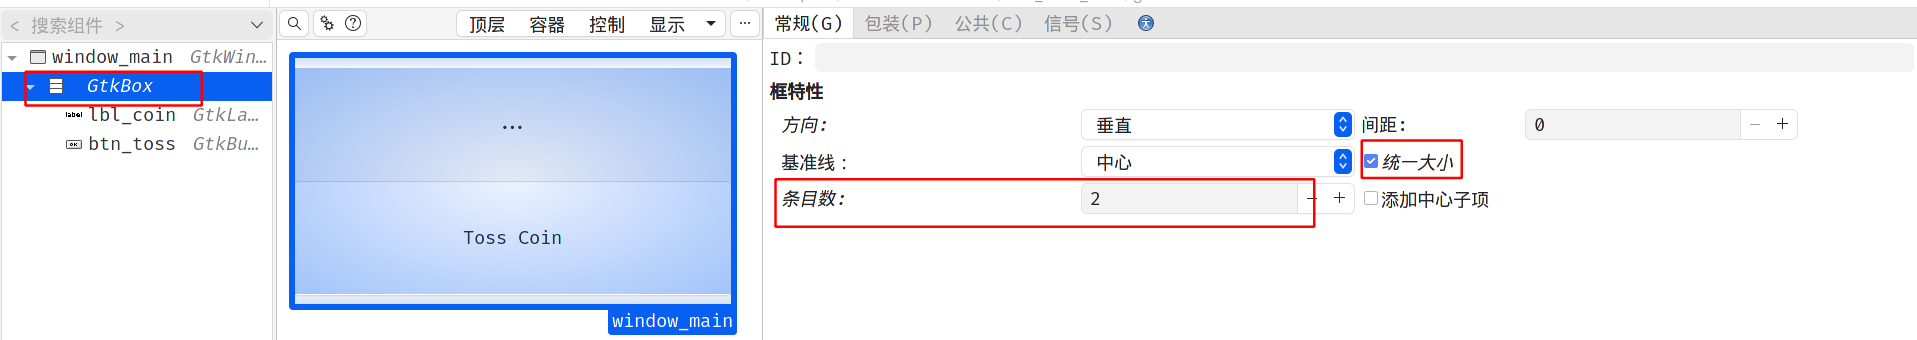 < 搜索组件 >
顶层 容器 控制 显示 ...
常规(G) 包装(P) 公共(C) 信号(S)
window_main GtkWin...
GtkBox
label lbl_coin GtkLa...
OK btn_toss GtkBu...
...
Toss Coin
window_main
ID：
框特性
方向: 垂直 间距: 0 − +
基准线： 中心 统一大小
条目数: 2 − + 添加中心子项